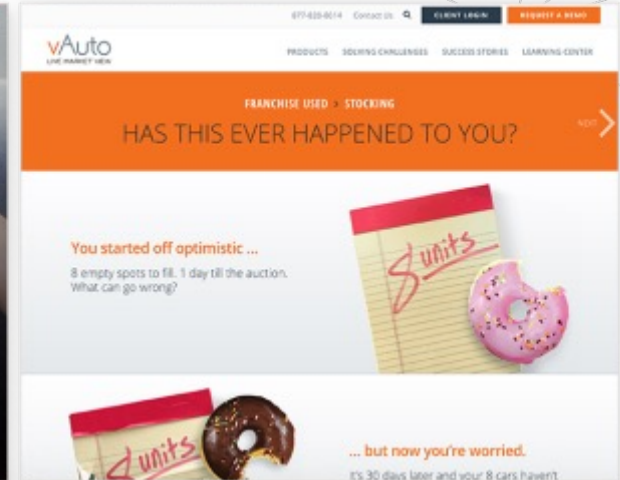 877-828-8614 Contact Us CLIENT LOGIN REQUEST A DEMO
vAuto
LIVE MARKET VIEW
PRODUCTS SOLVING CHALLENGES SUCCESS STORIES LEARNING CENTER
FRANCHISE USED > STOCKING
HAS THIS EVER HAPPENED TO YOU?
NEXT
You started off optimistic ...
8 empty spots to fill. 1 day till the auction.
What can go wrong?
8 units
8 units
... but now you're worried.
It's 30 days later and your 8 cars haven't